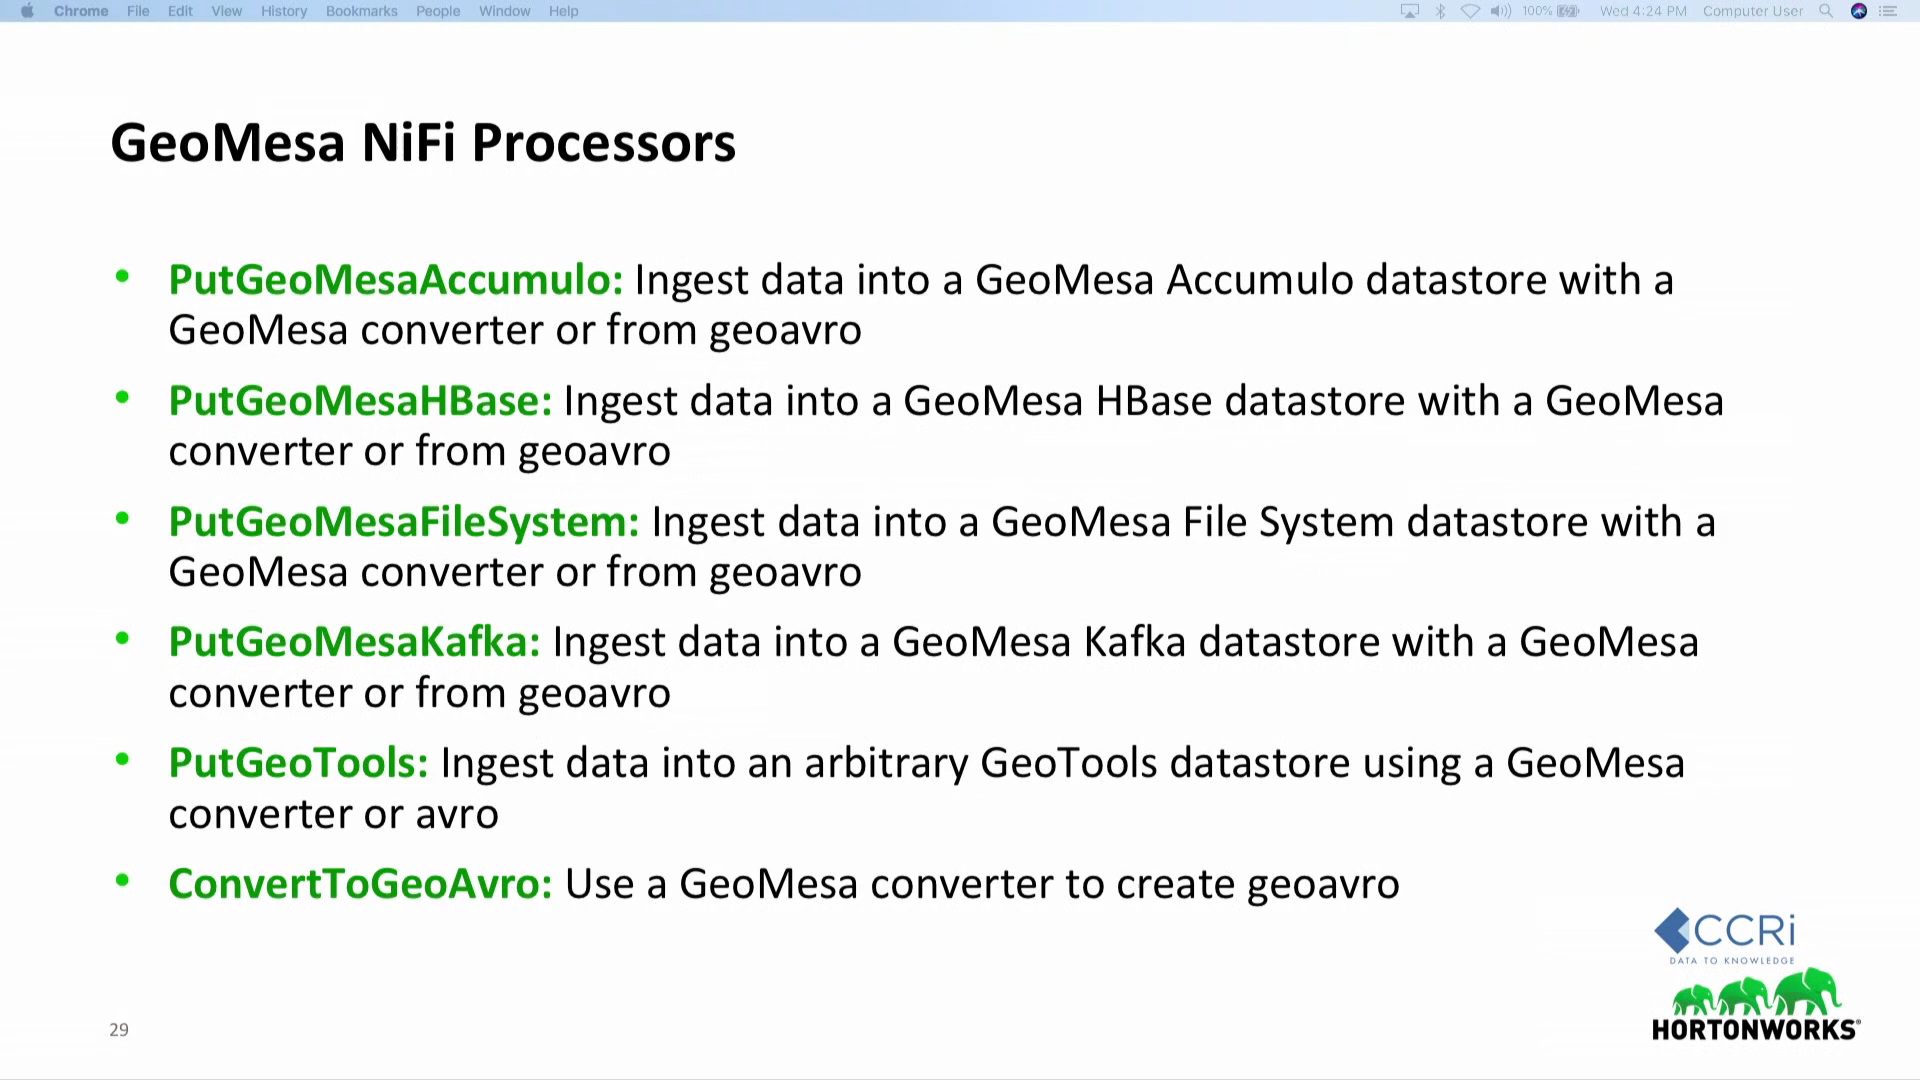 Chrome File Edit View History Bookmarks People Window Help 100% Wed 4:24 PM Computer User
GeoMesa NiFi Processors
• PutGeoMesaAccumulo: Ingest data into a GeoMesa Accumulo datastore with a
GeoMesa converter or from geoavro
• PutGeoMesaHBase: Ingest data into a GeoMesa HBase datastore with a GeoMesa
converter or from geoavro
• PutGeoMesaFileSystem: Ingest data into a GeoMesa File System datastore with a
GeoMesa converter or from geoavro
• PutGeoMesaKafka: Ingest data into a GeoMesa Kafka datastore with a GeoMesa
converter or from geoavro
• PutGeoTools: Ingest data into an arbitrary GeoTools datastore using a GeoMesa
converter or avro
• ConvertToGeoAvro: Use a GeoMesa converter to create geoavro
CCRi
DATA TO KNOWLEDGE
29
HORTONWORKS